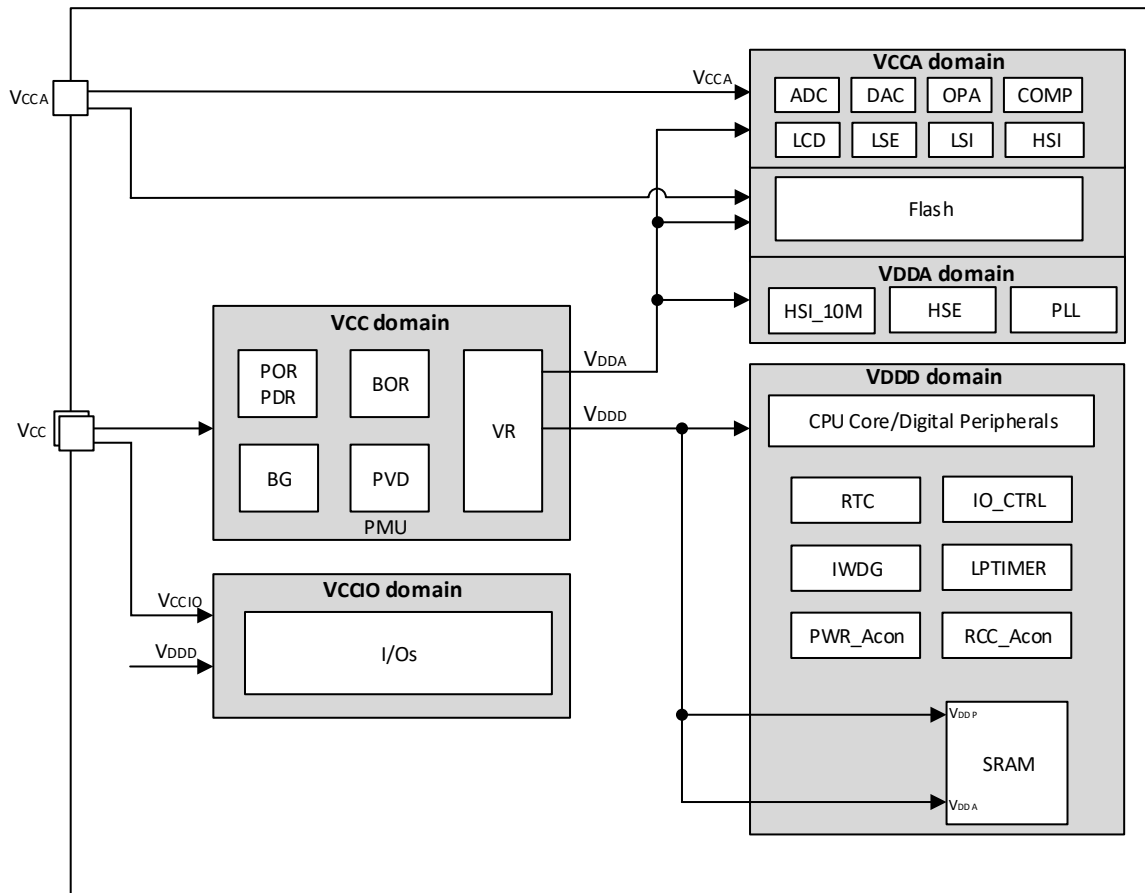 VCCA domain
VCCA
VCCA
ADC
DAC
OPA
COMP
LCD
LSE
LSI
HSI
Flash
VDDA domain
HSI_10M
HSE
PLL
VCC domain
POR
PDR
BOR
VR
BG
PVD
PMU
VDDA
VDDD
VCC
VDDD domain
CPU Core/Digital Peripherals
RTC
IO_CTRL
IWDG
LPTIMER
PWR_Acon
RCC_Acon
VDDP
SRAM
VDDA
VCCIO domain
VCCIO
VDDD
I/Os